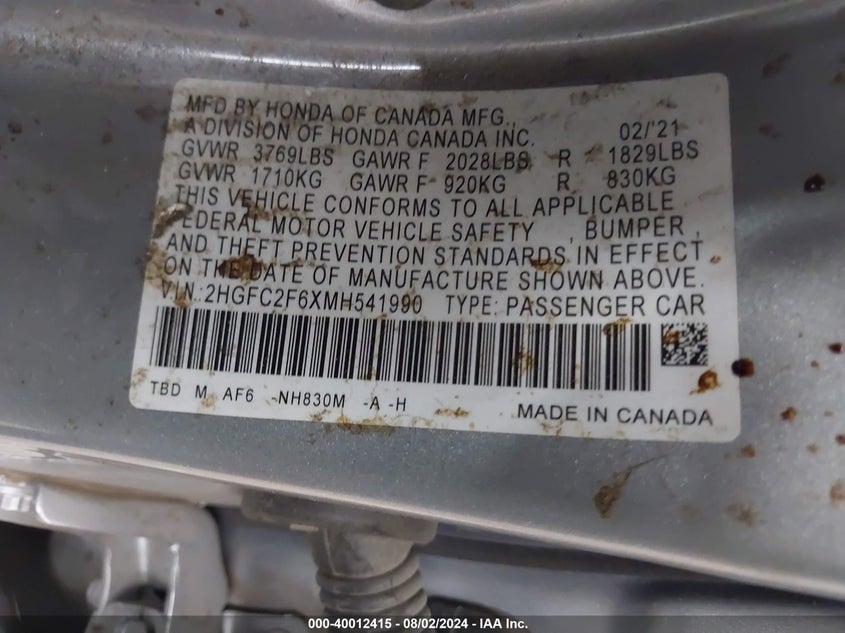 MFD BY HONDA OF CANADA MFG.,
A DIVISION OF HONDA CANADA INC. 02/'21
GVWR 3769LBS GAWR F 2028LBS R 1829LBS
GVWR 1710KG GAWR F 920KG R 830KG
THIS VEHICLE CONFORMS TO ALL APPLICABLE
FEDERAL MOTOR VEHICLE SAFETY , BUMPER ,
AND THEFT PREVENTION STANDARDS IN EFFECT
ON THE DATE OF MANUFACTURE SHOWN ABOVE.
VIN:2HGFC2F6XMH541990 TYPE: PASSENGER CAR
TBD M AF6 -NH830M -A -H
MADE IN CANADA
000-40012415 - 08/02/2024 - IAA Inc.